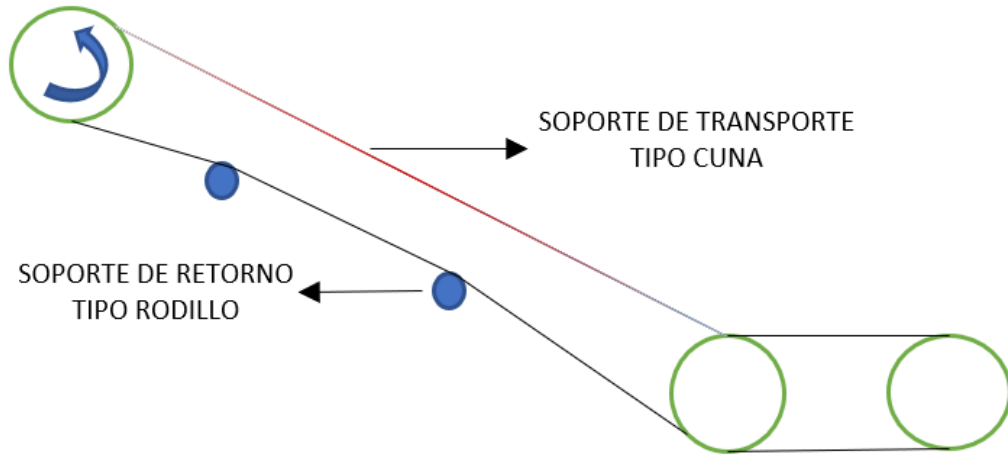 SOPORTE DE TRANSPORTE
TIPO CUNA
SOPORTE DE RETORNO
TIPO RODILLO